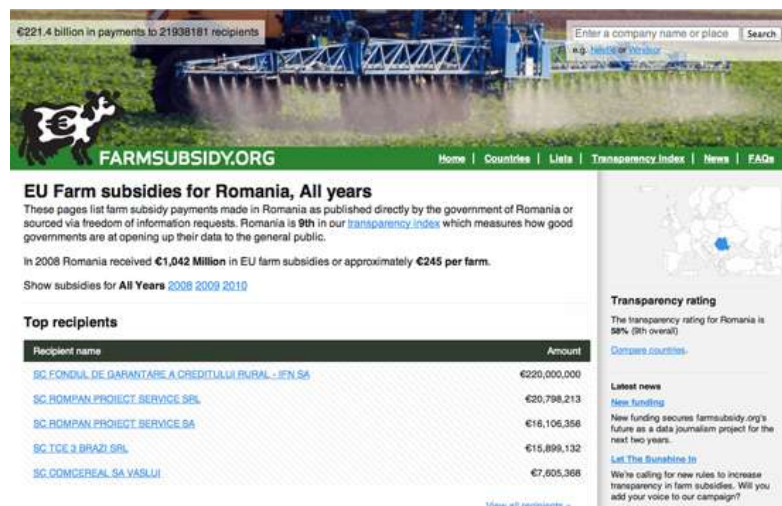 €221.4 billion in payments to 21938181 recipients
Enter a company name or place Search
e.g. Nestlé or Windsor
FARMSUBSIDY.ORG
Home | Countries | Lists | Transparency Index | News | FAQs
EU Farm subsidies for Romania, All years
These pages list farm subsidy payments made in Romania as published directly by the government of Romania or
sourced via freedom of information requests. Romania is 9th in our transparency index which measures how good
governments are at opening up their data to the general public.
In 2008 Romania received €1,042 Million in EU farm subsidies or approximately €245 per farm.
Show subsidies for All Years 2008 2009 2010
Top recipients
Recipient name Amount
SC FONDUL DE GARANTARE A CREDITULUI RURAL - IFN SA €220,000,000
SC ROMPAN PROIECT SERVICE SRL €20,798,213
SC ROMPAN PROIECT SERVICE SA €16,106,356
SC TCE 3 BRAZI SRL €15,899,132
SC COMCEREAL SA VASLUI €7,605,368
View all recipients »
Transparency rating
The transparency rating for Romania is
58% (9th overall)
Compare countries.
Latest news
New funding
New funding secures farmsubsidy.org's
future as a data journalism project for the
next two years.
Let The Sunshine In
We're calling for new rules to increase
transparency in farm subsidies. Will you
add your voice to our campaign?